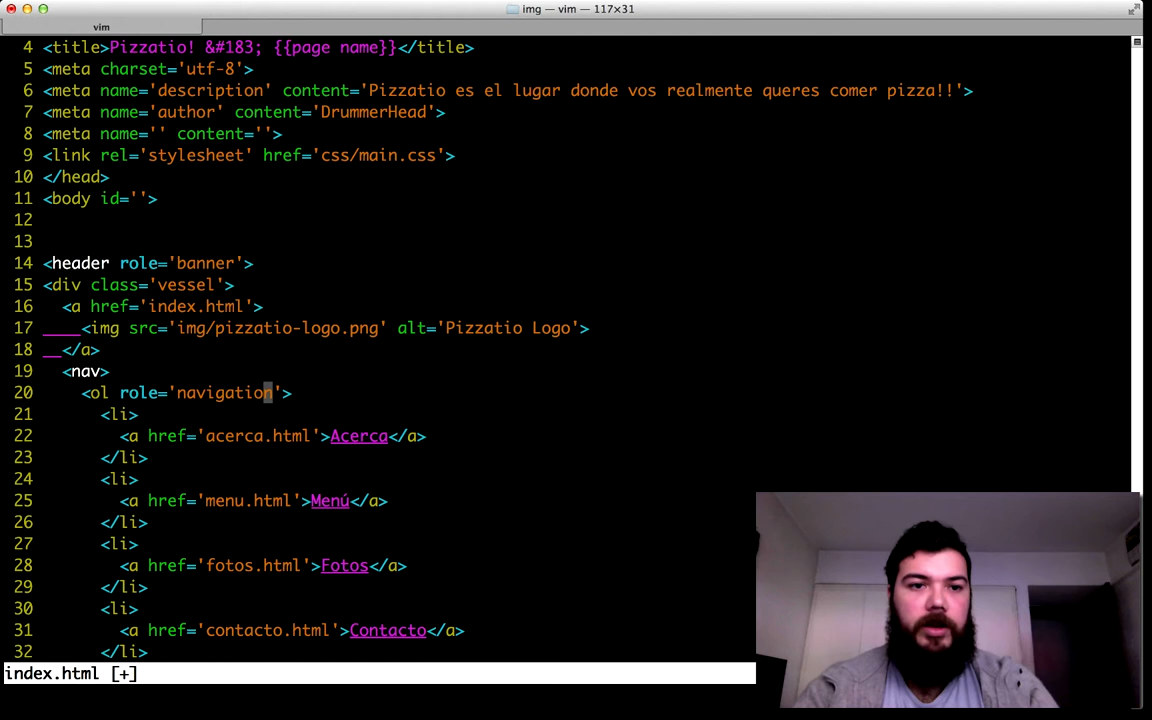 img — vim — 117×31
vim
4 <title>Pizzatio! &#183; {{page name}}</title>
5 <meta charset='utf-8'>
6 <meta name='description' content='Pizzatio es el lugar donde vos realmente queres comer pizza!!'>
7 <meta name='author' content='DrummerHead'>
8 <meta name='' content=''>
9 <link rel='stylesheet' href='css/main.css'>
10 </head>
11 <body id=''>
12
13
14 <header role='banner'>
15 <div class='vessel'>
16   <a href='index.html'>
17 ____<img src='img/pizzatio-logo.png' alt='Pizzatio Logo'>
18 __</a>
19   <nav>
20     <ol role='navigation'>
21       <li>
22         <a href='acerca.html'>Acerca</a>
23       </li>
24       <li>
25         <a href='menu.html'>Menú</a>
26       </li>
27       <li>
28         <a href='fotos.html'>Fotos</a>
29       </li>
30       <li>
31         <a href='contacto.html'>Contacto</a>
32       </li>
index.html [+]